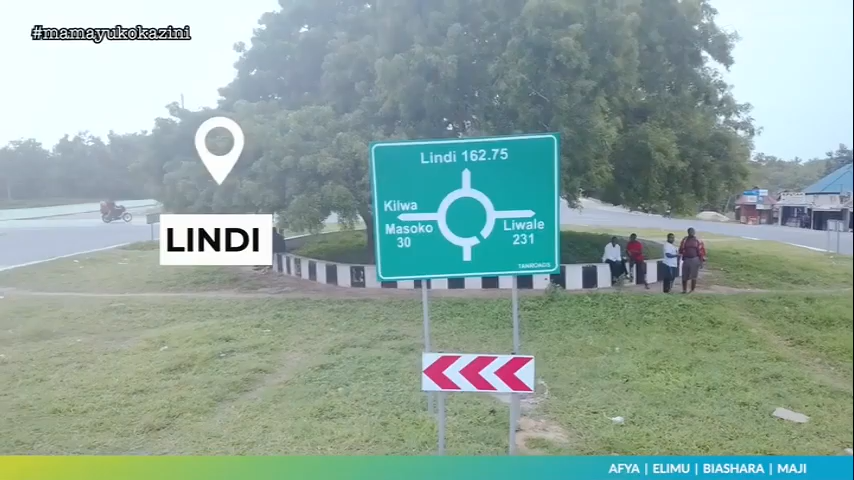 #mamayukokazini
LINDI
Lindi 162.75
Kilwa
Masoko
30
Liwale
231
TANROADS
AFYA | ELIMU | BIASHARA | MAJI